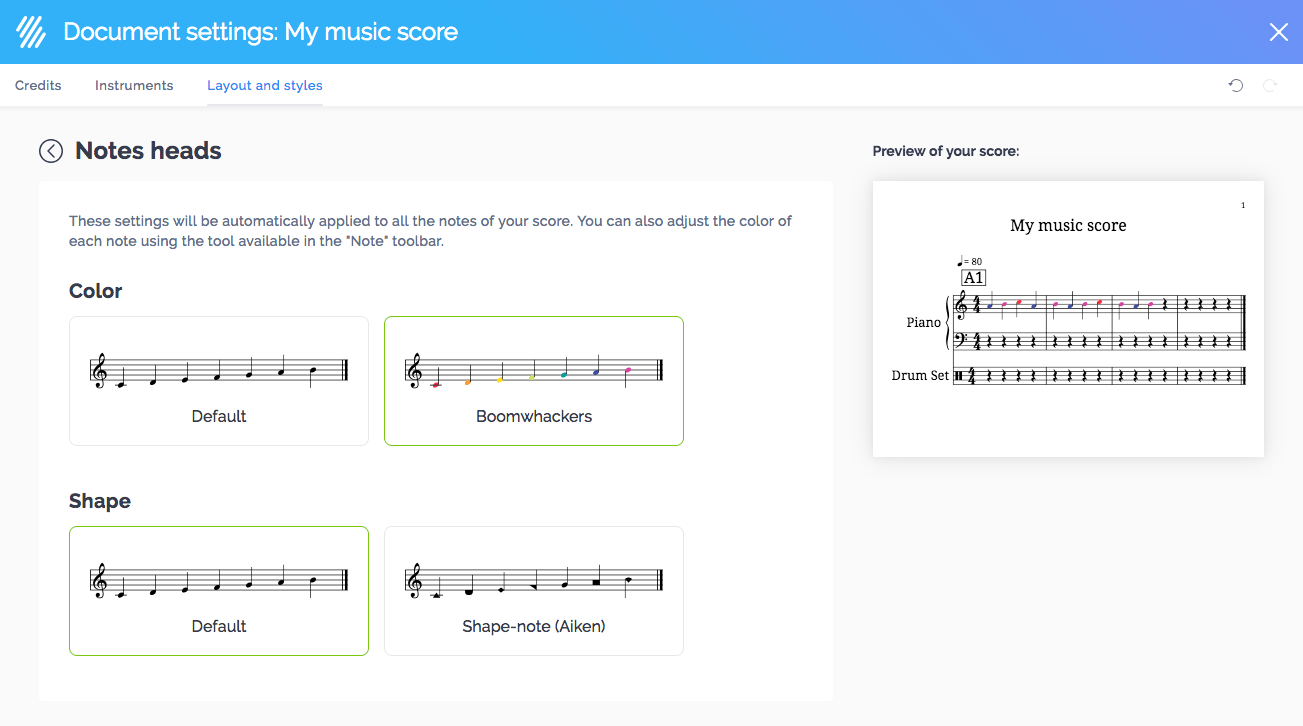 Document settings: My music score
Credits
Instruments
Layout and styles
Notes heads
These settings will be automatically applied to all the notes of your score. You can also adjust the color of
each note using the tool available in the "Note" toolbar.
Color
Default
Boomwhackers
Shape
Default
Shape-note (Aiken)
Preview of your score:
1
My music score
= 80
A1
Piano
Drum Set